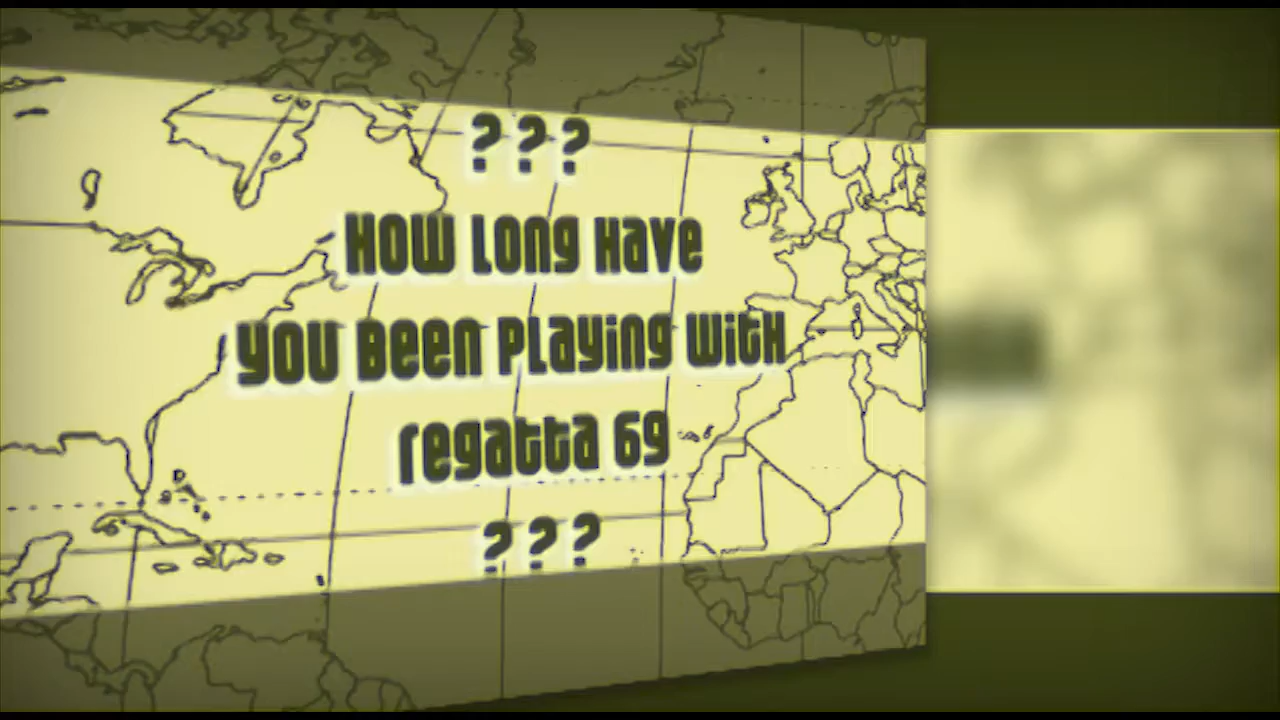 ???
How long have
you been playing with
regatta 69
???